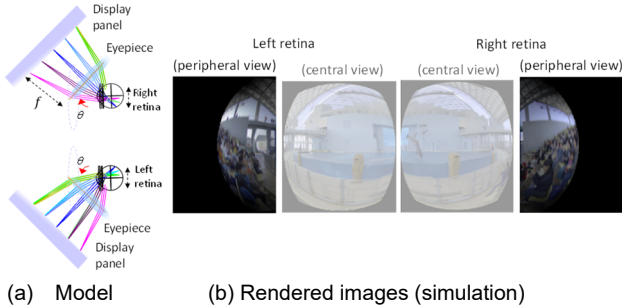 Display
panel
Eyepiece
Right
retina
f
θ
θ
Left
retina
Eyepiece
Display
panel
(a) Model
Left retina
Right retina
(peripheral view)
(central view)
(central view)
(peripheral view)
(b) Rendered images (simulation)